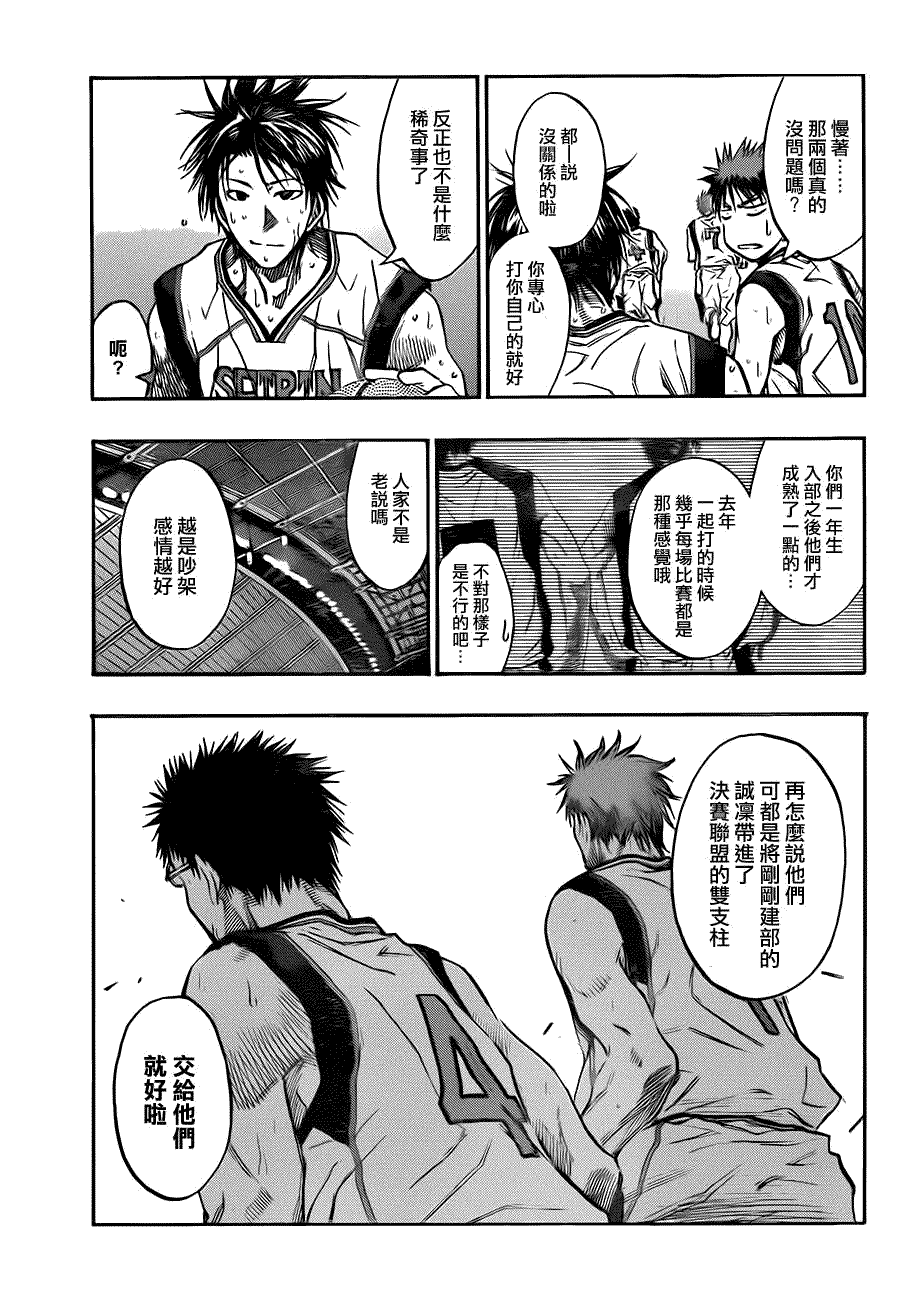 慢著……
那兩個真的
沒問題嗎？
都—説
沒關係的啦
你專心
打你自己的就好
1
反正也不是什麼
稀奇事了
呃？
SEIRIN
你們一年生
入部之後他們才
成熟了一點的…
去年
一起打的時候
幾乎每場比賽都是
那種感覺哦
不對那樣子
是不行的吧…
人家不是
老説嗎
越是吵架
感情越好
再怎麼説他們
可都是將剛剛建部的
誠凜帶進了
決賽聯盟的雙支柱
4
交給他們
就好啦